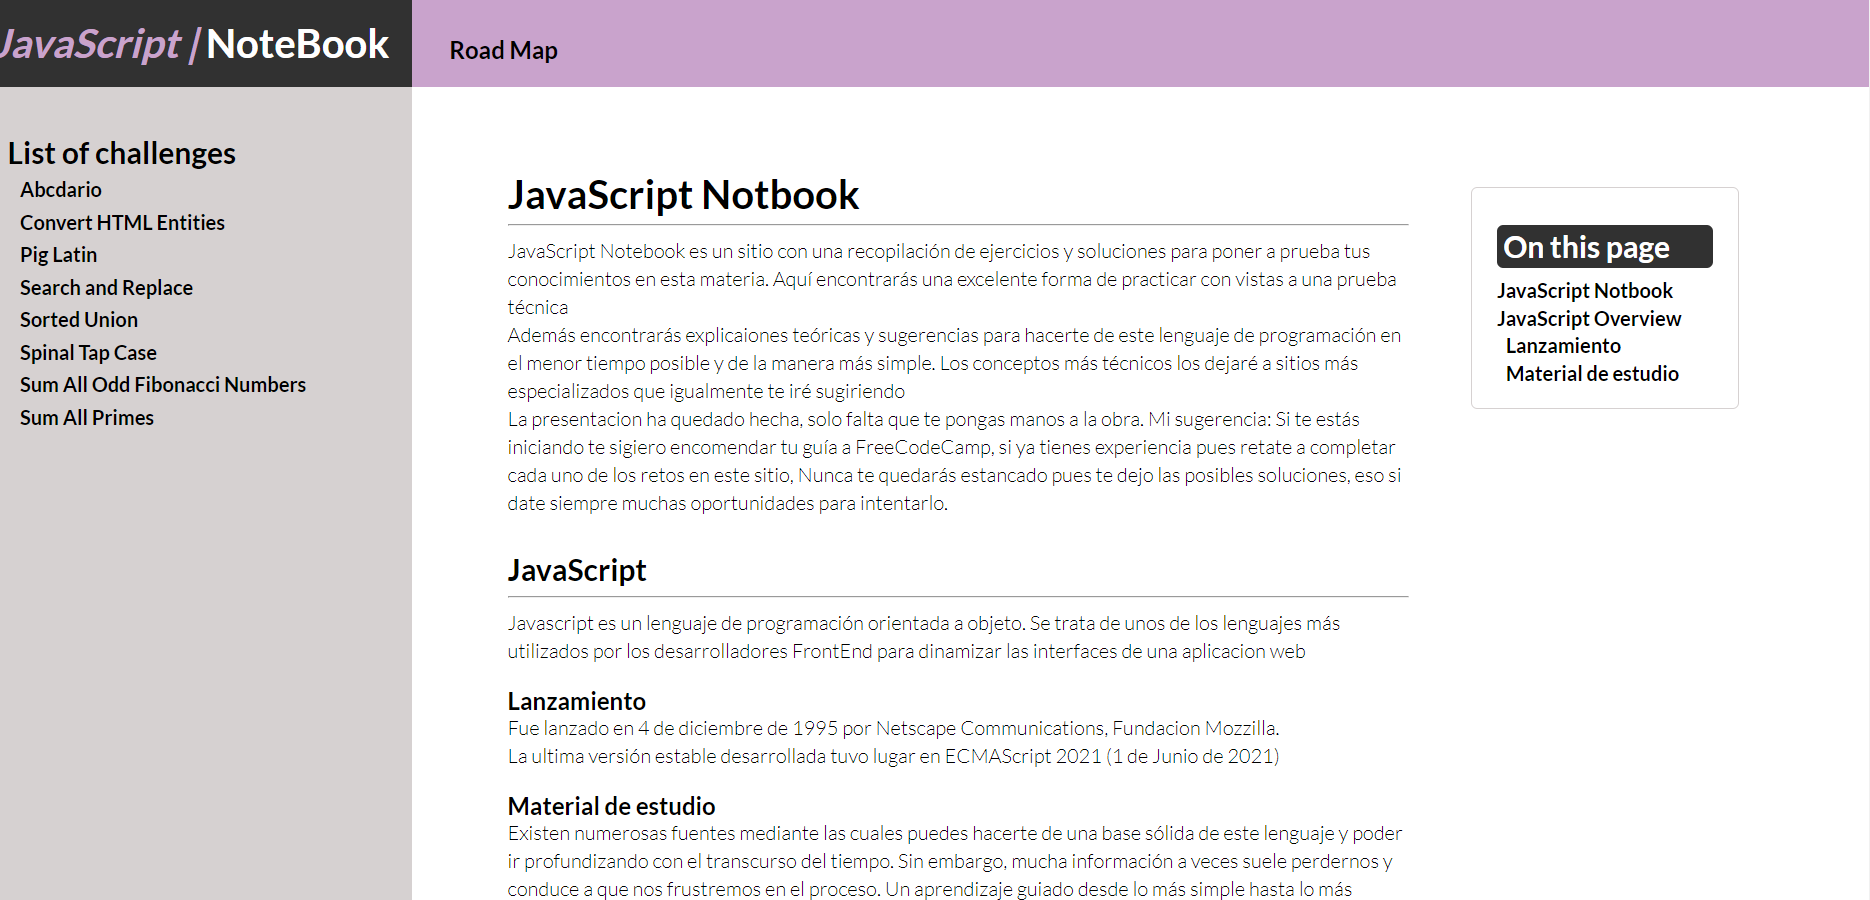 JavaScript | NoteBook
Road Map
List of challenges
Abcdario
Convert HTML Entities
Pig Latin
Search and Replace
Sorted Union
Spinal Tap Case
Sum All Odd Fibonacci Numbers
Sum All Primes
JavaScript Notbook
JavaScript Notebook es un sitio con una recopilación de ejercicios y soluciones para poner a prueba tus
conocimientos en esta materia. Aquí encontrarás una excelente forma de practicar con vistas a una prueba
técnica
Además encontrarás explicaiones teóricas y sugerencias para hacerte de este lenguaje de programación en
el menor tiempo posible y de la manera más simple. Los conceptos más técnicos los dejaré a sitios más
especializados que igualmente te iré sugiriendo
La presentacion ha quedado hecha, solo falta que te pongas manos a la obra. Mi sugerencia: Si te estás
iniciando te sigiero encomendar tu guía a FreeCodeCamp, si ya tienes experiencia pues retate a completar
cada uno de los retos en este sitio, Nunca te quedarás estancado pues te dejo las posibles soluciones, eso si
date siempre muchas oportunidades para intentarlo.
JavaScript
Javascript es un lenguaje de programación orientada a objeto. Se trata de unos de los lenguajes más
utilizados por los desarrolladores FrontEnd para dinamizar las interfaces de una aplicacion web
Lanzamiento
Fue lanzado en 4 de diciembre de 1995 por Netscape Communications, Fundacion Mozzilla.
La ultima versión estable desarrollada tuvo lugar en ECMAScript 2021 (1 de Junio de 2021)
Material de estudio
Existen numerosas fuentes mediante las cuales puedes hacerte de una base sólida de este lenguaje y poder
ir profundizando con el transcurso del tiempo. Sin embargo, mucha información a veces suele perdernos y
conduce a que nos frustremos en el proceso. Un aprendizaje guiado desde lo más simple hasta lo más
On this page
JavaScript Notbook
JavaScript Overview
Lanzamiento
Material de estudio